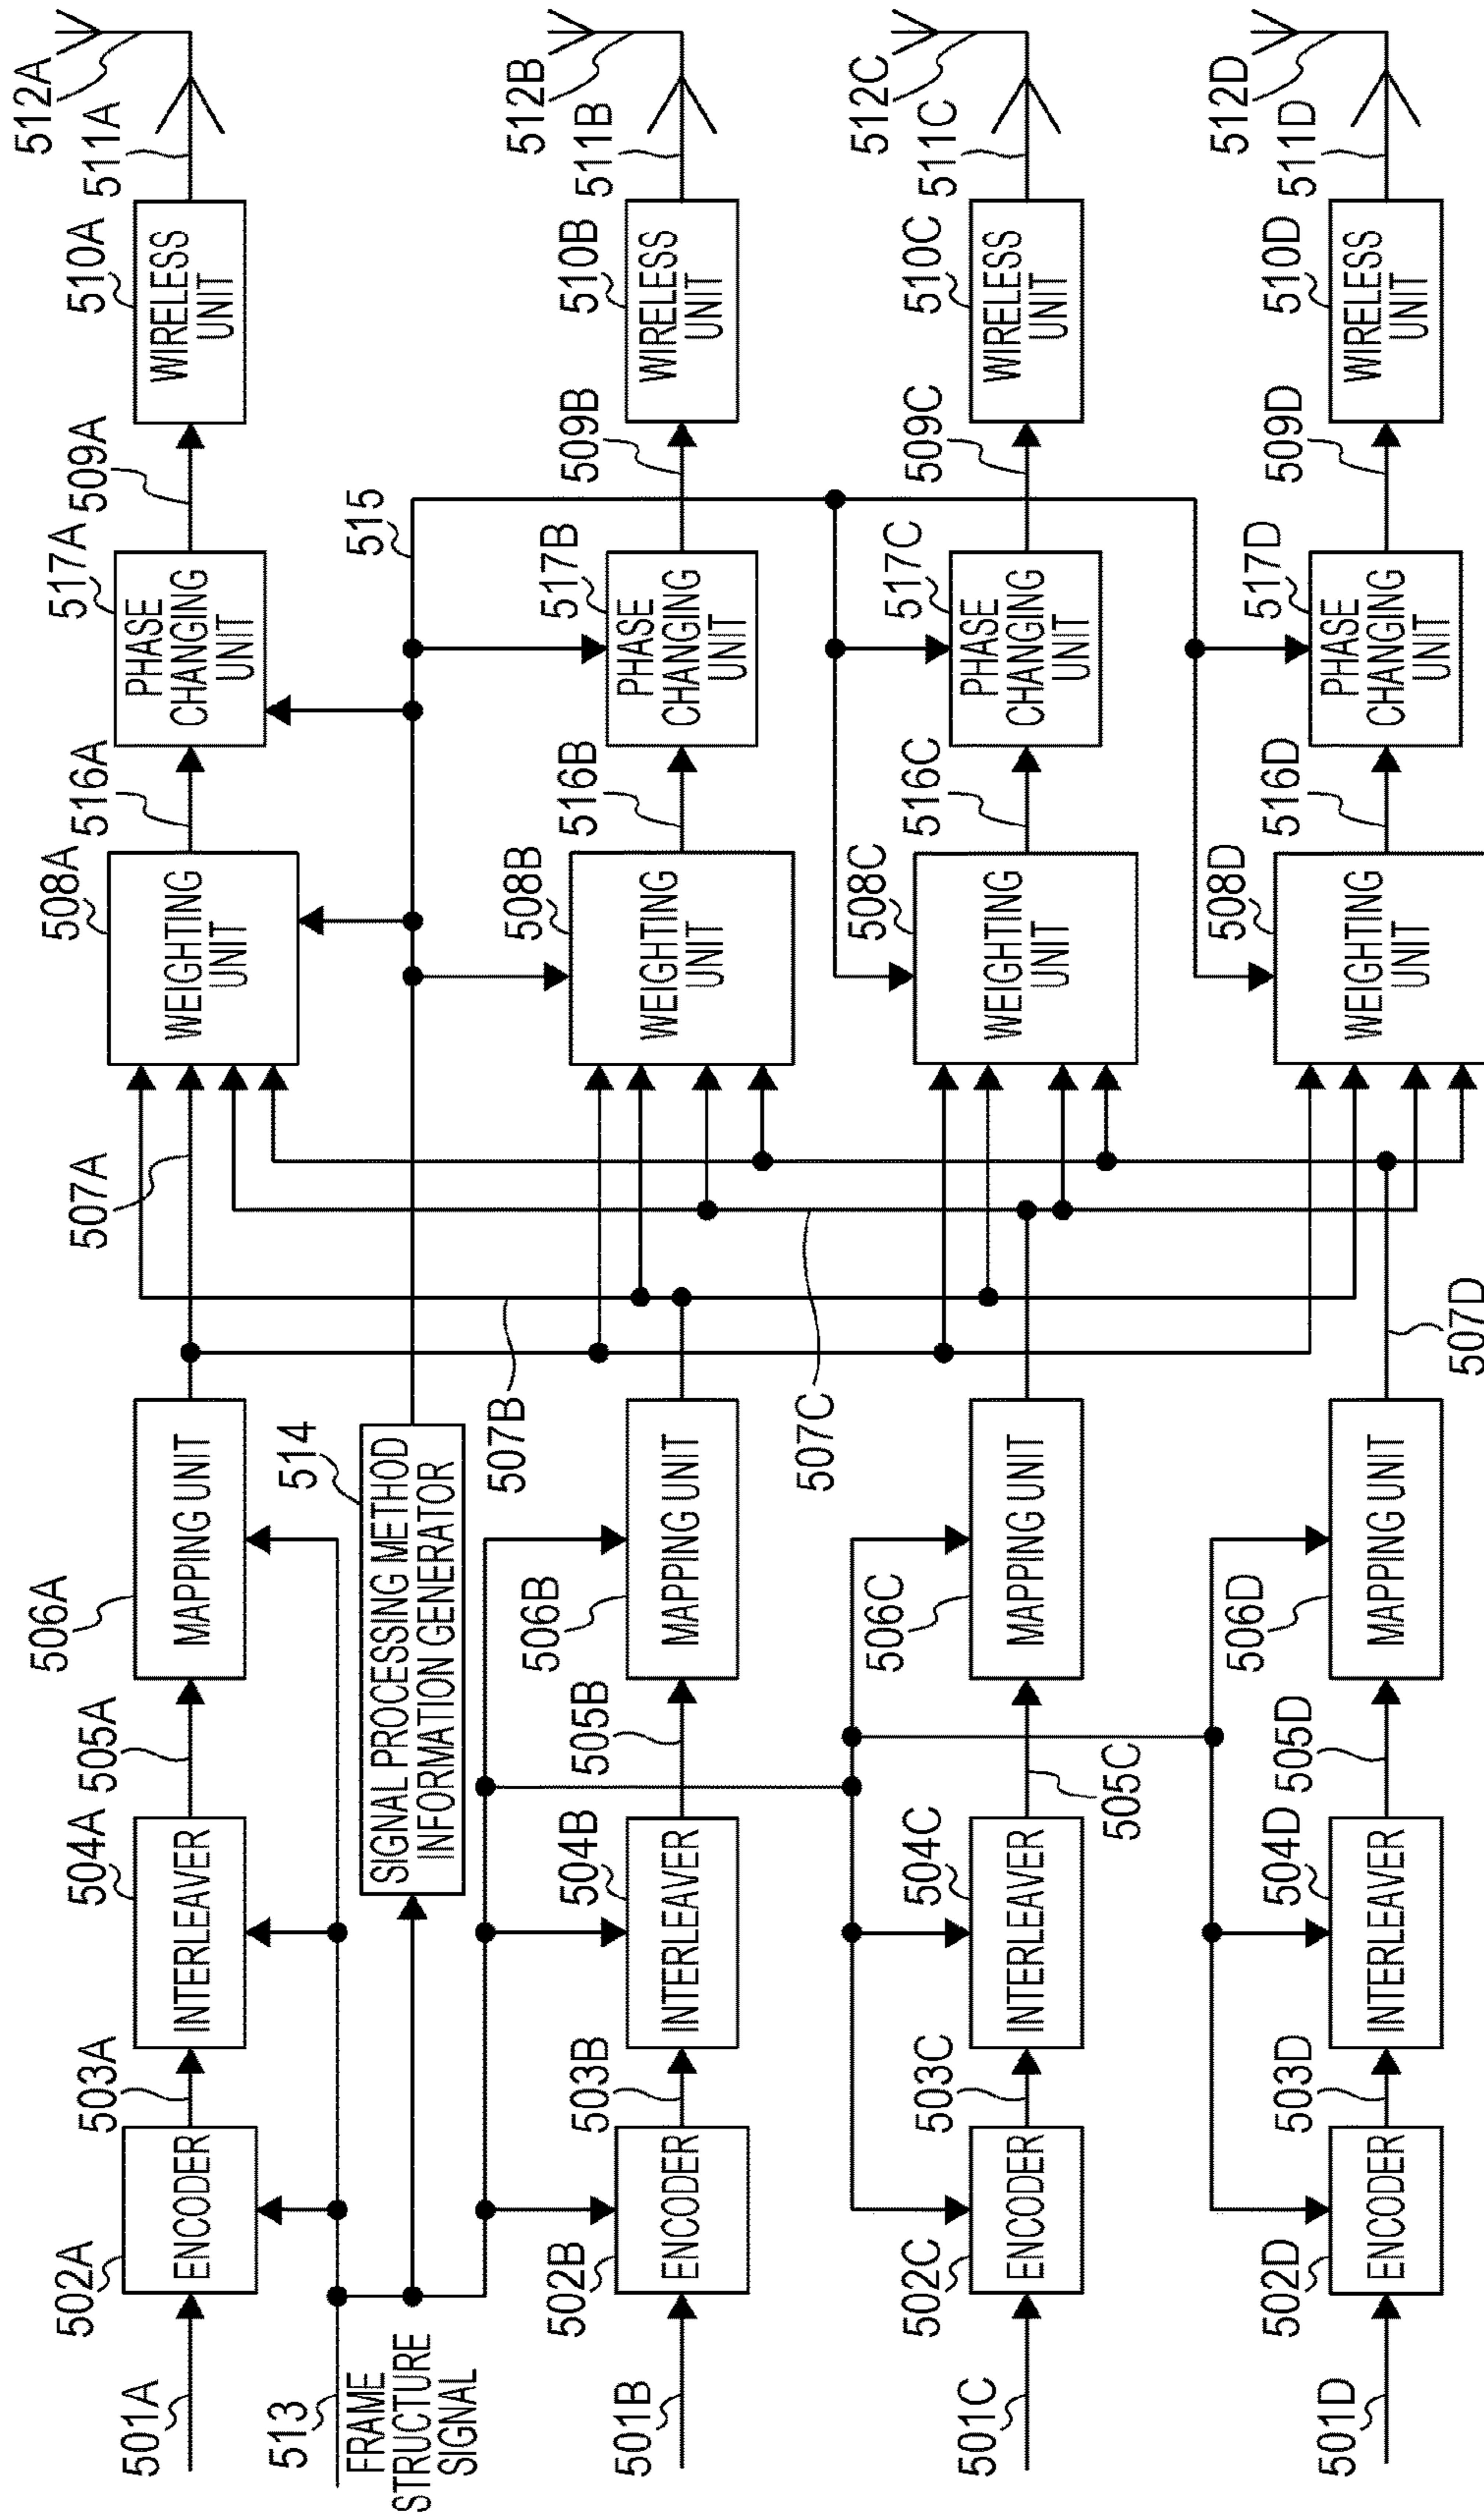 501A
502A
ENCODER
503A
504A
INTERLEAVER
505A
506A
MAPPING UNIT
507A
508A
WEIGHTING
UNIT
516A
517A
PHASE
CHANGING
UNIT
509A
510A
WIRELESS
UNIT
511A
512A
513
FRAME
STRUCTURE
SIGNAL
514
SIGNAL PROCESSING METHOD
INFORMATION GENERATOR
515
501B
502B
ENCODER
503B
504B
INTERLEAVER
505B
506B
MAPPING UNIT
507B
508B
WEIGHTING
UNIT
516B
517B
PHASE
CHANGING
UNIT
509B
510B
WIRELESS
UNIT
511B
512B
501C
502C
ENCODER
503C
504C
INTERLEAVER
505C
506C
MAPPING UNIT
507C
508C
WEIGHTING
UNIT
516C
517C
PHASE
CHANGING
UNIT
509C
510C
WIRELESS
UNIT
511C
512C
501D
502D
ENCODER
503D
504D
INTERLEAVER
505D
506D
MAPPING UNIT
507D
508D
WEIGHTING
UNIT
516D
517D
PHASE
CHANGING
UNIT
509D
510D
WIRELESS
UNIT
511D
512D